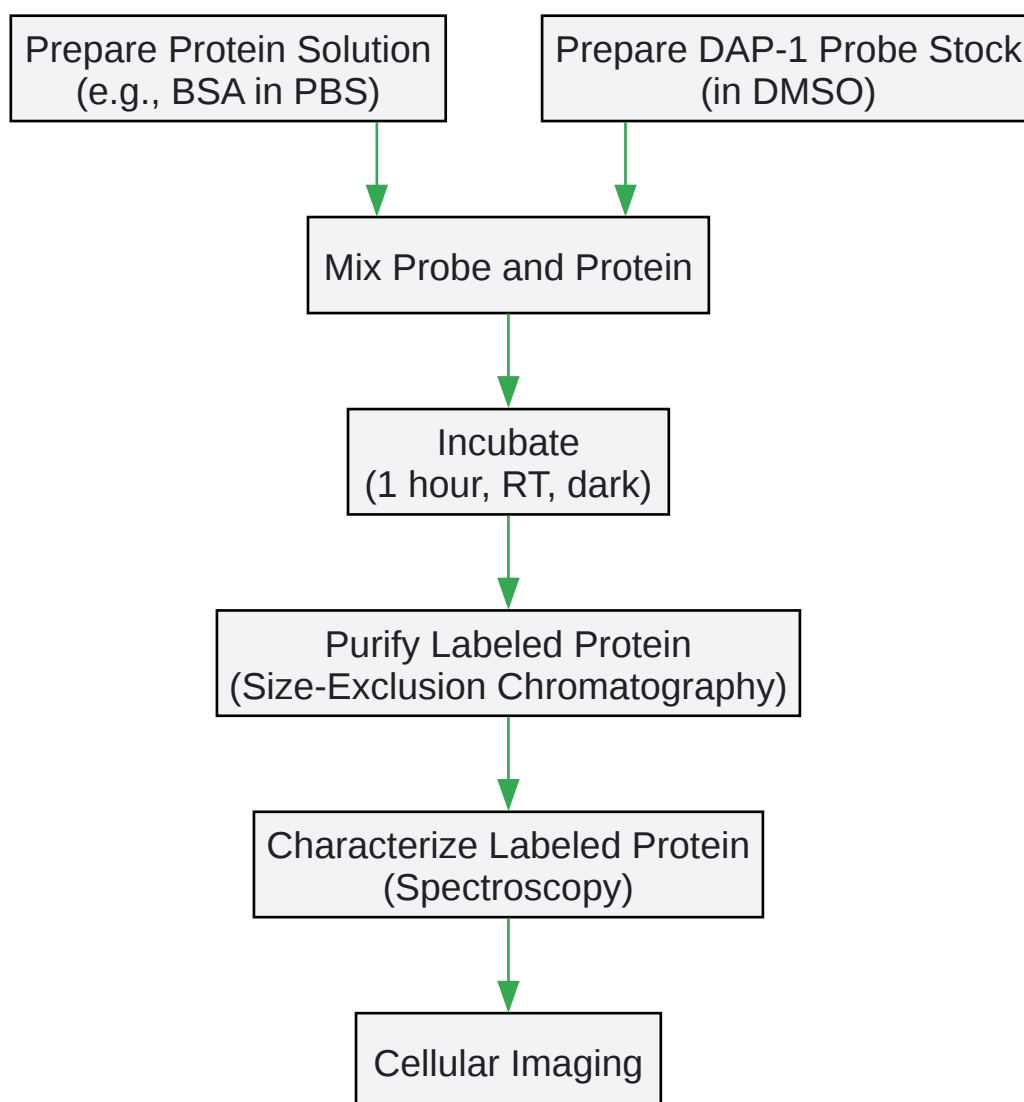 Prepare Protein Solution
(e.g., BSA in PBS)
Prepare DAP-1 Probe Stock
(in DMSO)
Mix Probe and Protein
Incubate
(1 hour, RT, dark)
Purify Labeled Protein
(Size-Exclusion Chromatography)
Characterize Labeled Protein
(Spectroscopy)
Cellular Imaging